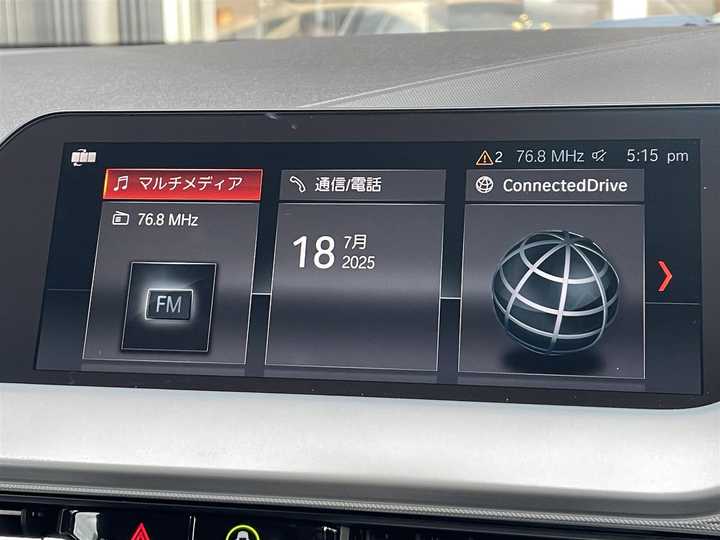 2 76.8 MHz 5:15 pm
マルチメディア
通信/電話
ConnectedDrive
76.8 MHz
FM
18 7月
2025